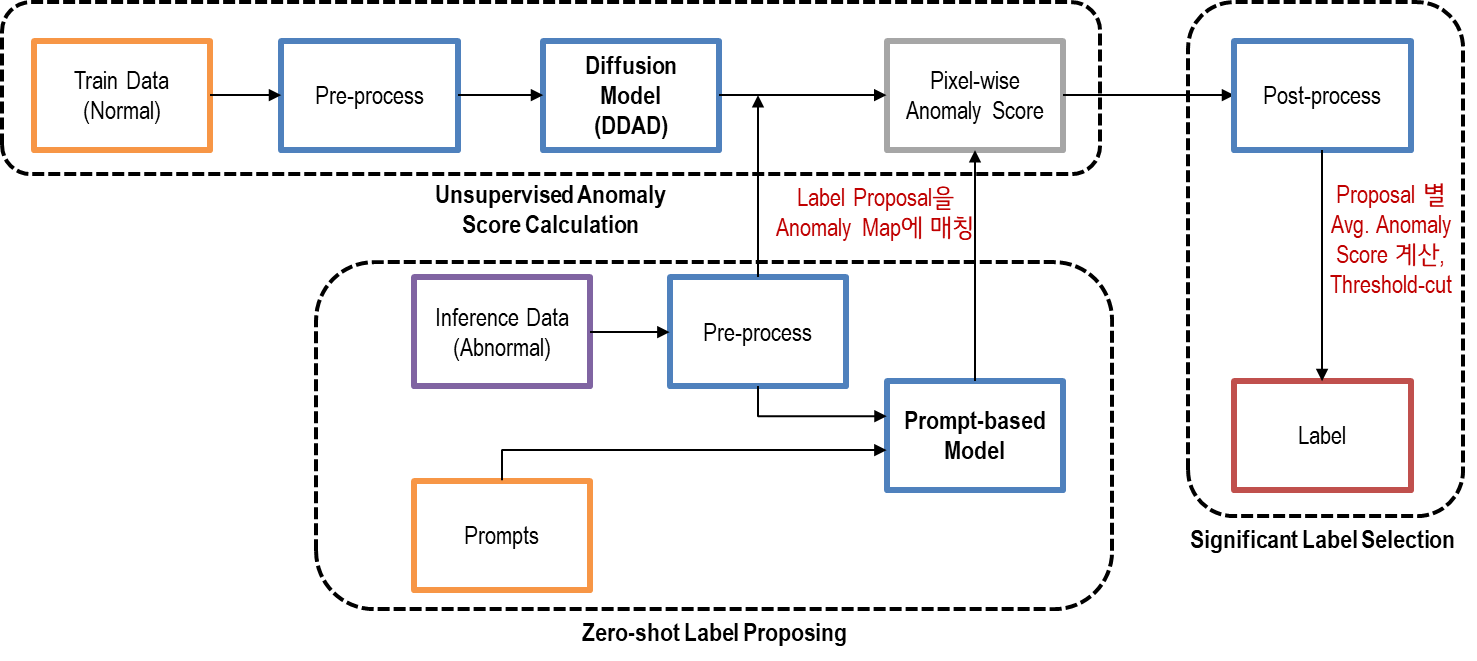 Train Data
(Normal)
Pre-process
Diffusion
Model
(DDAD)
Pixel-wise
Anomaly Score
Post-process
Unsupervised Anomaly
Score Calculation
Label Proposal을
Anomaly Map에 매칭
Proposal 별
Avg. Anomaly
Score 계산,
Threshold-cut
Inference Data
(Abnormal)
Pre-process
Prompt-based
Model
Label
Prompts
Significant Label Selection
Zero-shot Label Proposing